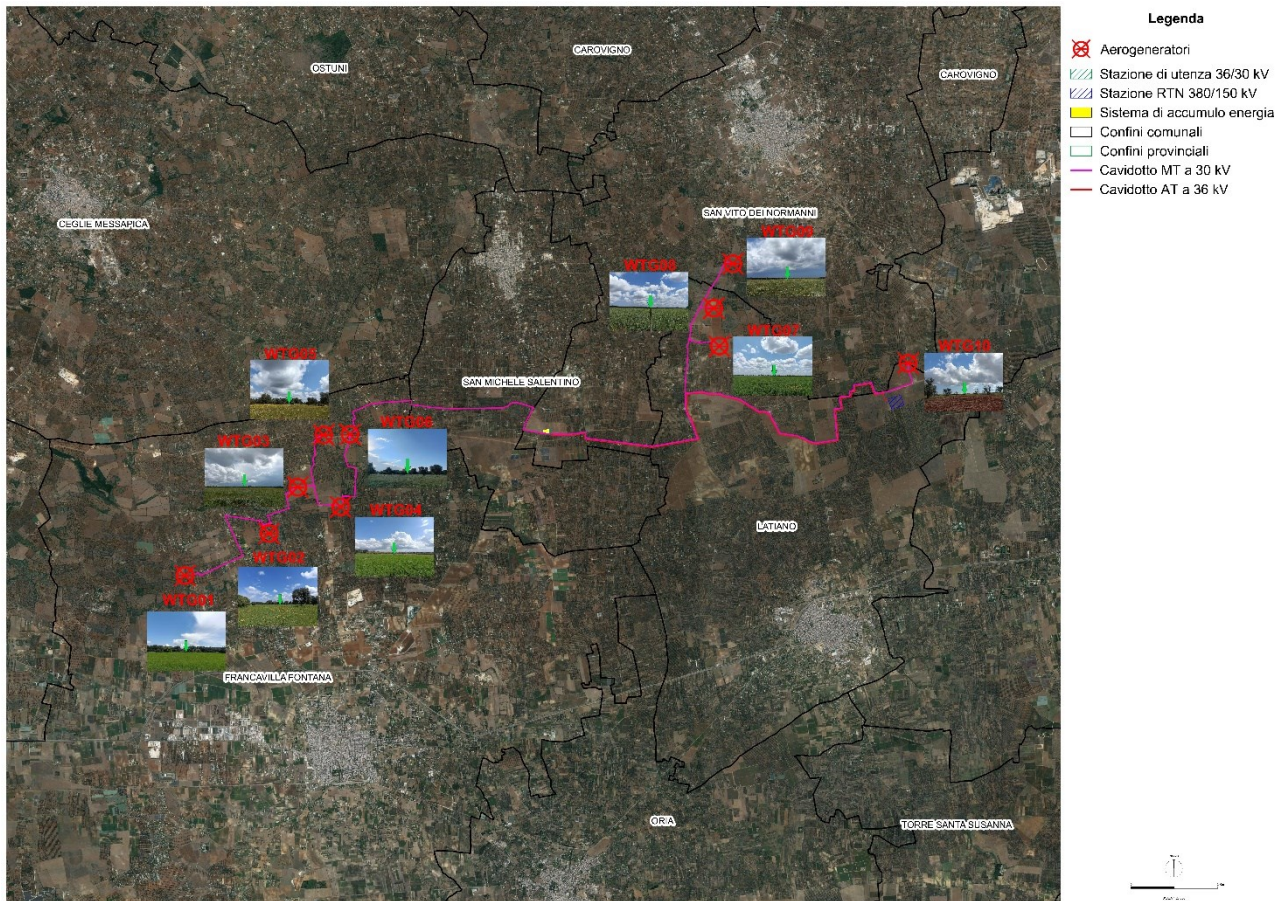 Legenda
Aerogeneratori
Stazione di utenza 36/30 kV
Stazione RTN 380/150 kV
Sistema di accumulo energia
Confini comunali
Confini provinciali
Cavidotto MT a 30 kV
Cavidotto AT a 36 kV
CAROVIGNO
OSTUNI
CAROVIGNO
SAN VITO DEI NORMANNI
CEGLIE MESSAPICA
WTG09
WTG08
WTG07
WTG10
SAN MICHELE SALENTINO
WTG03
WTG04
LATIANO
WTG02
WTG01
FRANCAVILLA FONTANA
ORIA
TORRE SANTA SUSANNA